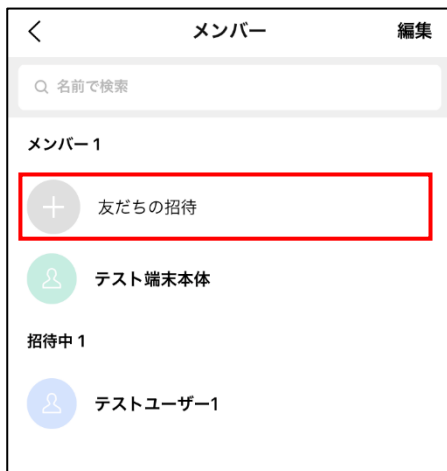 メンバー 編集
名前で検索
メンバー 1
友だちの招待
テスト端末本体
招待中 1
テストユーザー1